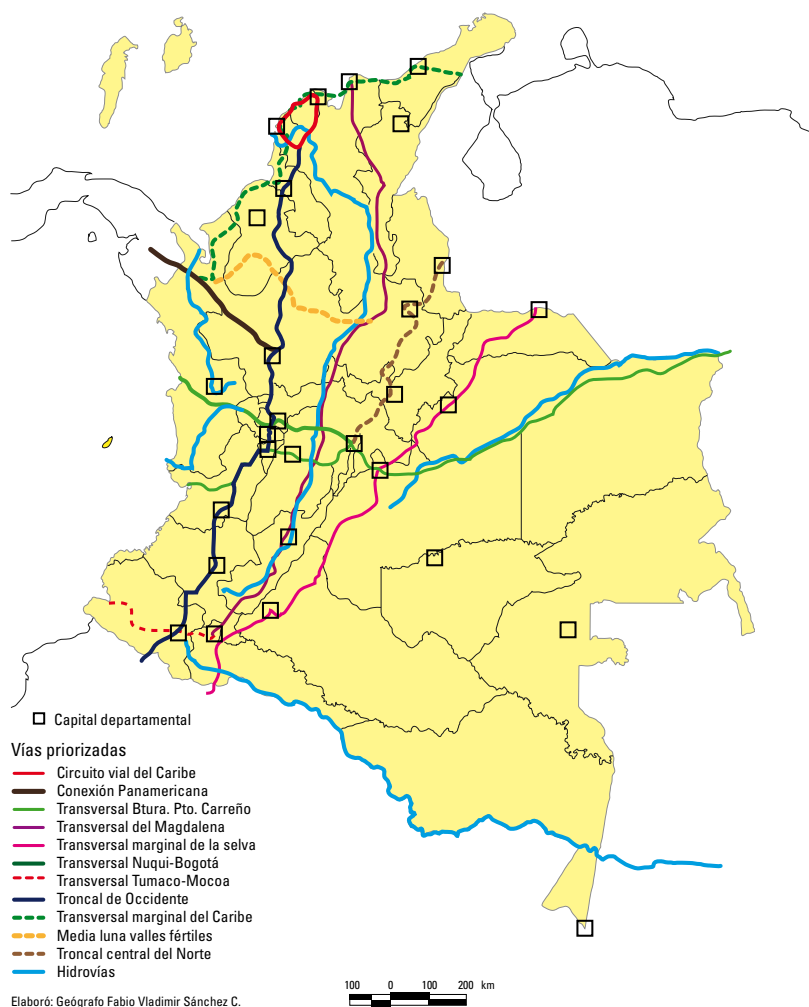 Capital departamental
Vías priorizadas
Circuito vial del Caribe
Conexión Panamericana
Transversal Btura. Pto. Carreño
Transversal del Magdalena
Transversal marginal de la selva
Transversal Nuqui-Bogotá
Transversal Tumaco-Mocoa
Troncal de Occidente
Transversal marginal del Caribe
Media luna valles fértiles
Troncal central del Norte
Hidrovías
Elaboró: Geógrafo Fabio Vladimir Sánchez C.
100 0 100 200 km